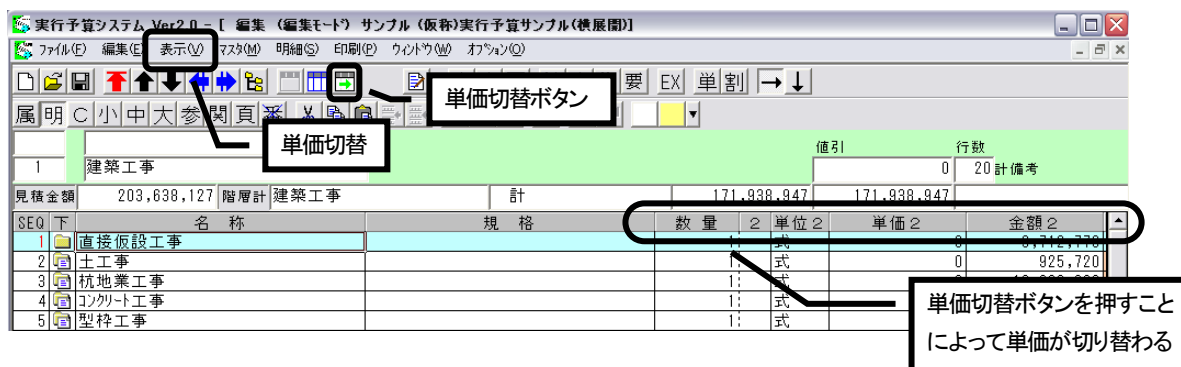 実行予算システム Ver2.0 - [ 編集 (編集モード) サンプル (仮称)実行予算サンプル(横展開)]
ファイル(F) 編集(E) 表示(V) マスタ(M) 明細(S) 印刷(P) ウィンドウ(W) オプション(O)
要 EX 単 割 → ↓
単価切替ボタン
属 明 C 小 中 大 参 関 頁
単価切替
値引 行数
1 建築工事 0 20 計備考
見積金額 203,638,127 階層計 建築工事 計 171,938,947 171,938,947
SEQ 下 名 称 規 格 数 量 2 単位2 単価2 金額2
1 直接仮設工事 1 式 0
2 土工事 1 式 0 925,720
3 杭地業工事 1 式
4 コンクリート工事 1 式
5 型枠工事 1 式
単価切替ボタンを押すこと
によって単価が切り替わる